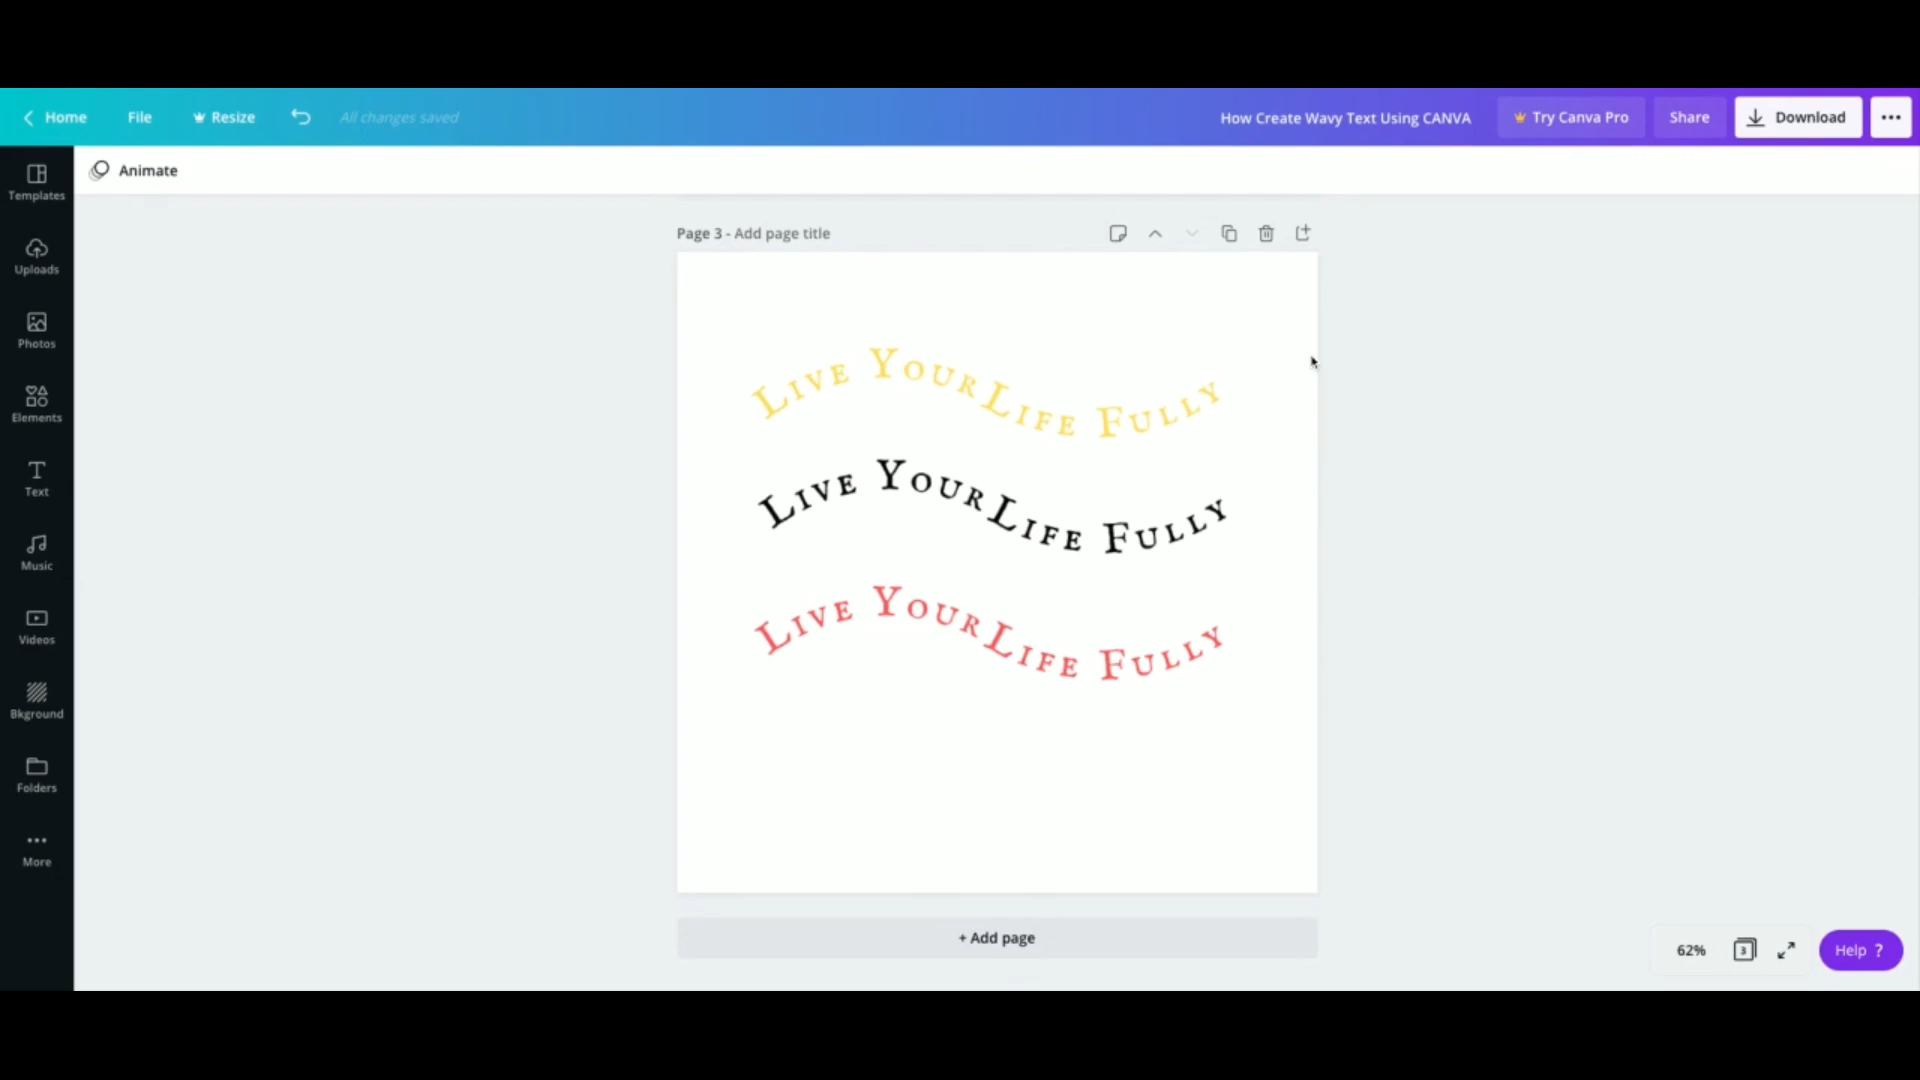 Home File Resize All changes saved How Create Wavy Text Using CANVA Try Canva Pro Share Download
Templates
Animate
Uploads
Photos
Elements
Text
Music
Videos
Bkground
Folders
More
Page 3 - Add page title
LIVE YOUR LIFE FULLY
LIVE YOUR LIFE FULLY
LIVE YOUR LIFE FULLY
+ Add page
62% 3 Help ?